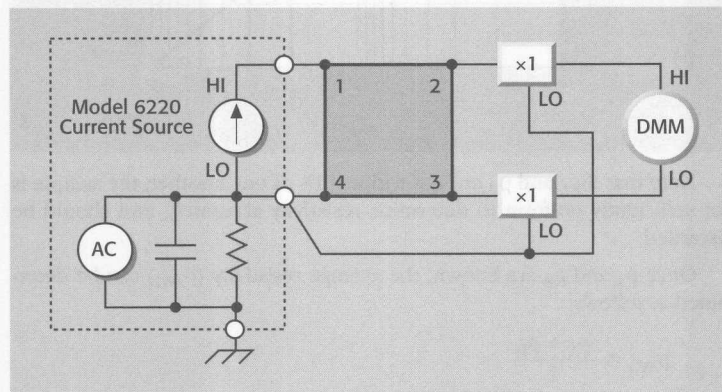 HI
Model 6220
Current Source
LO
AC
1
2
4
3
×1
LO
×1
LO
HI
DMM
LO